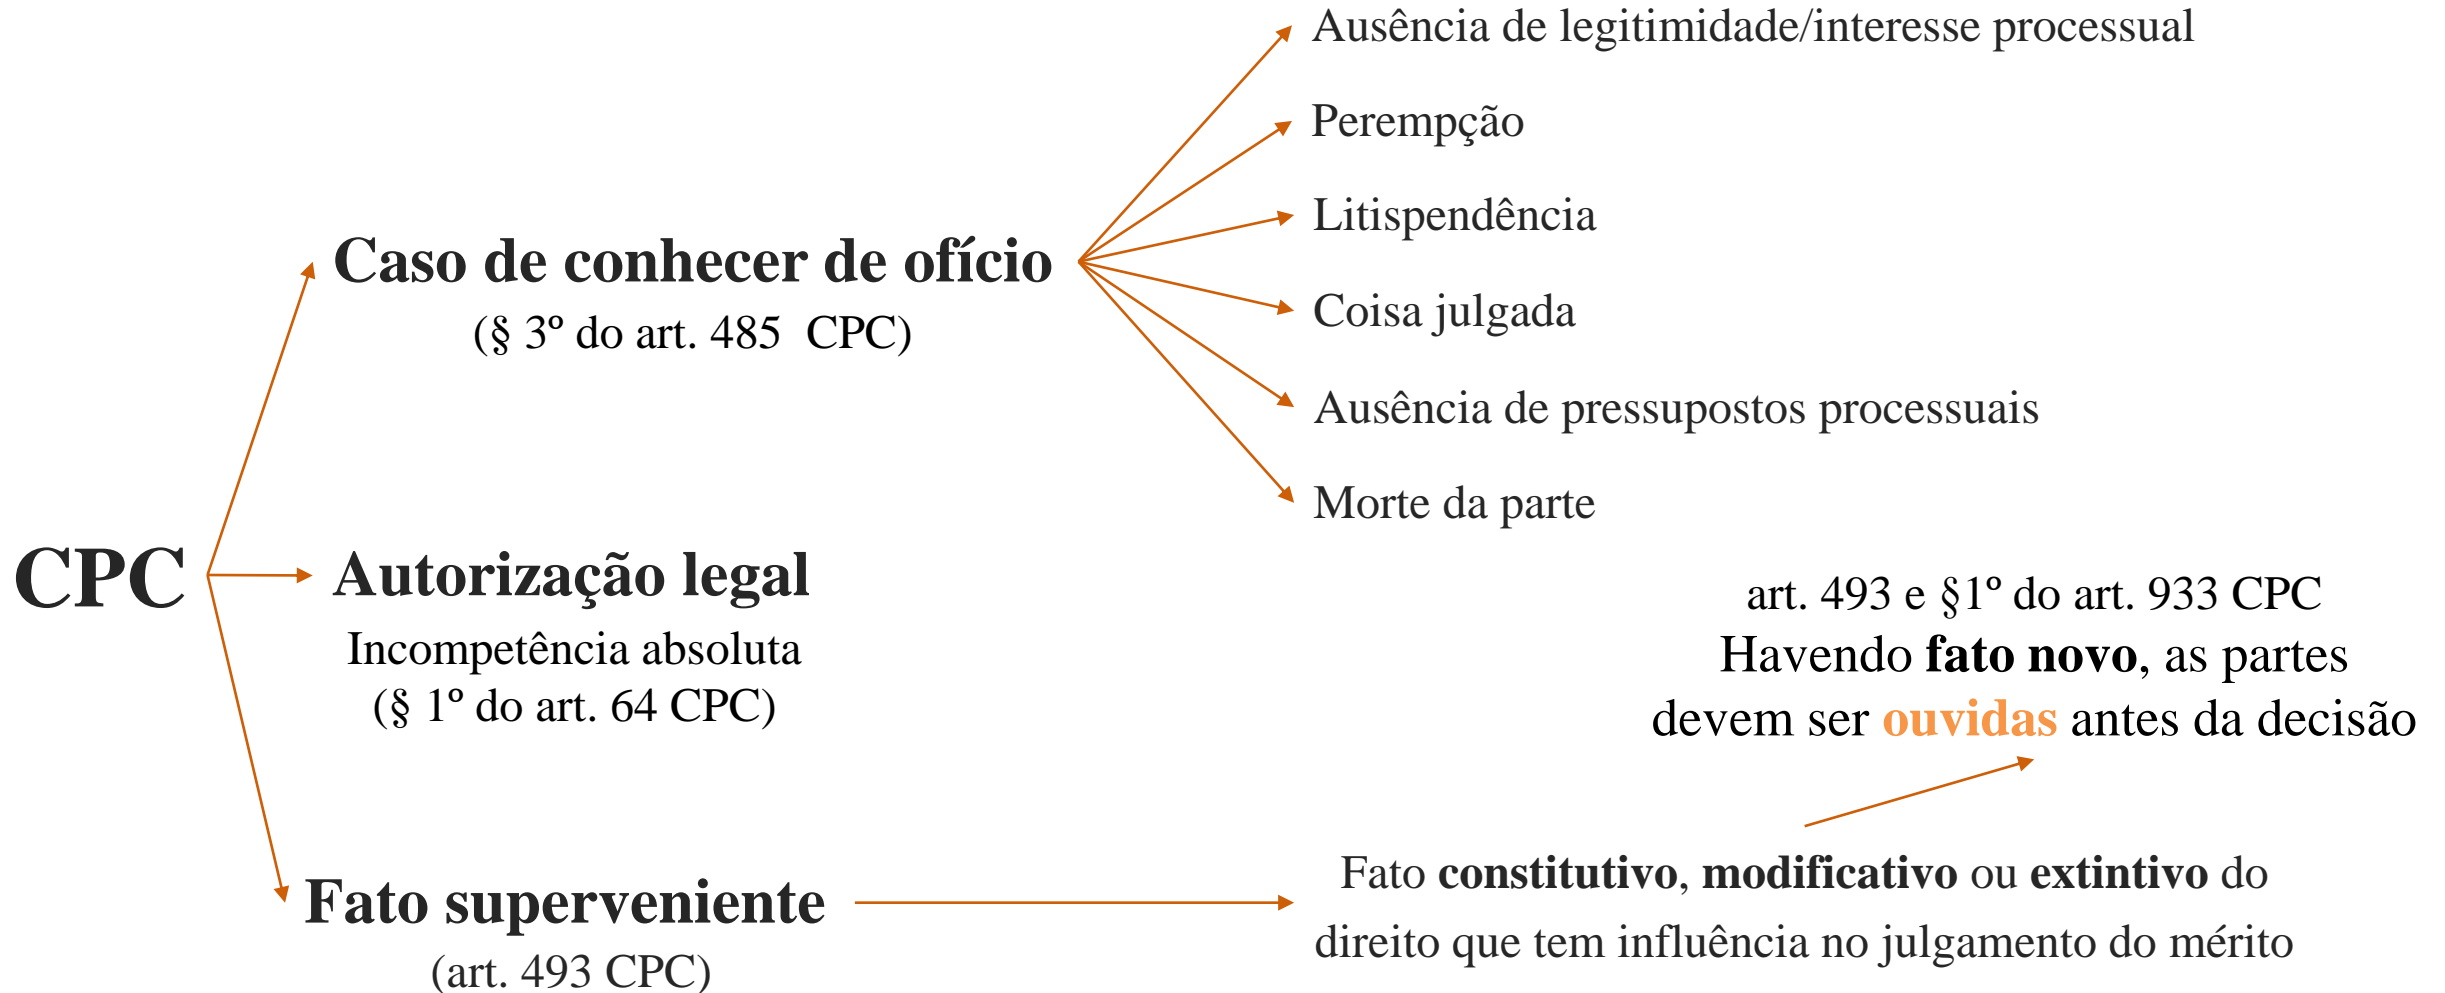 CPC
Caso de conhecer de ofício
(§ 3º do art. 485 CPC)
Ausência de legitimidade/interesse processual
Perempção
Litispendência
Coisa julgada
Ausência de pressupostos processuais
Morte da parte
Autorização legal
Incompetência absoluta
(§ 1º do art. 64 CPC)
Fato superveniente
(art. 493 CPC)
Fato constitutivo, modificativo ou extintivo do
direito que tem influência no julgamento do mérito
art. 493 e §1º do art. 933 CPC
Havendo fato novo, as partes
devem ser ouvidas antes da decisão